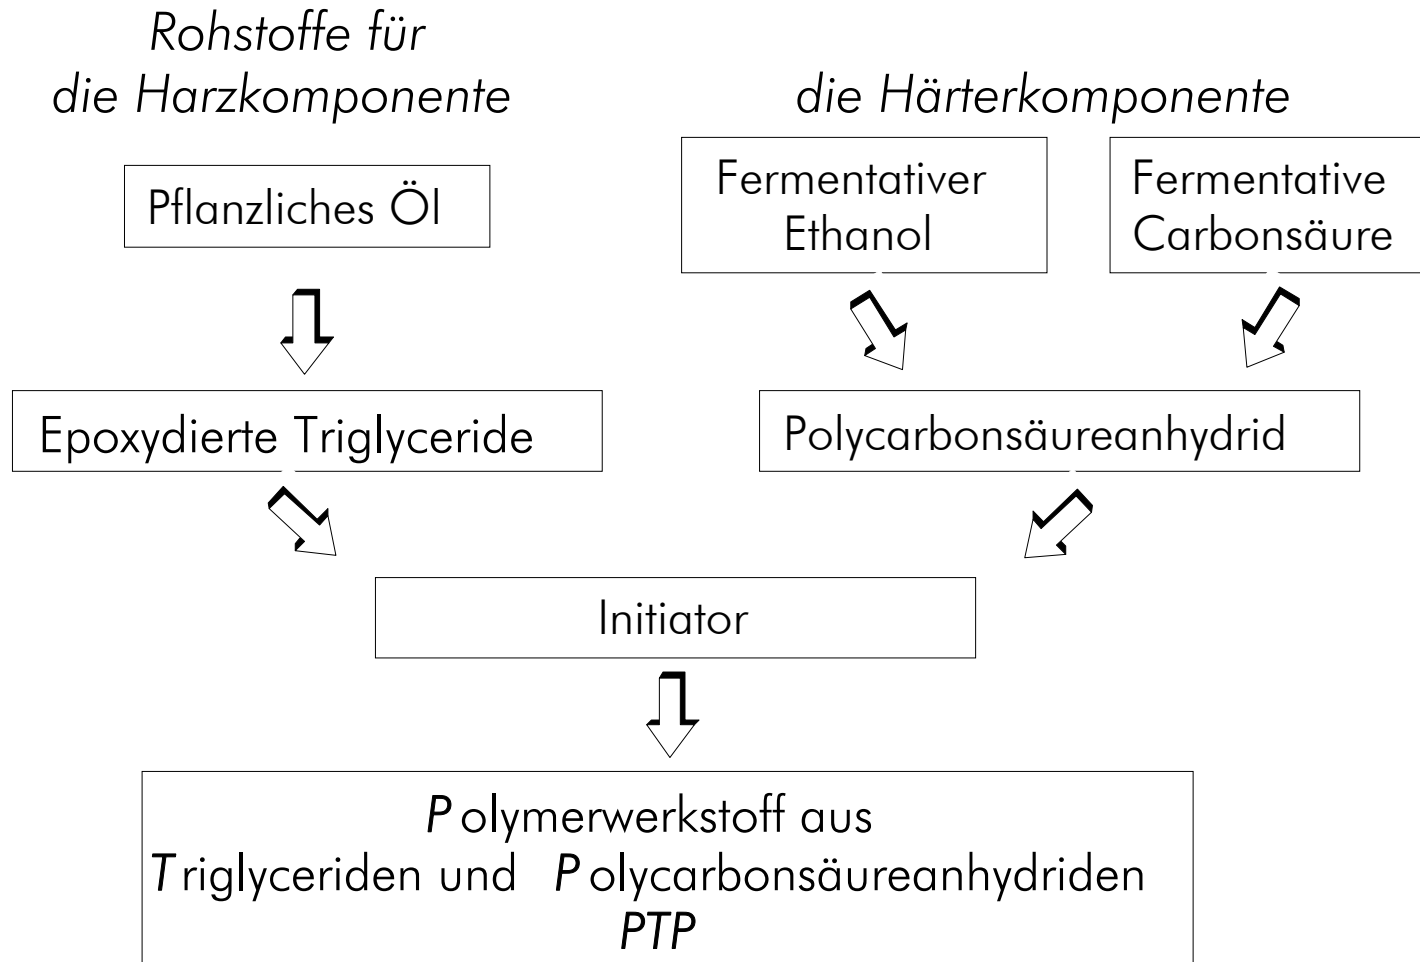 Rohstoffe für
die Harzkomponente
die Härterkomponente
Pflanzliches Öl
Fermentativer
Ethanol
Fermentative
Carbonsäure
Epoxydierte Triglyceride
Polycarbonsäureanhydrid
Initiator
Polymerwerkstoff aus
Triglyceriden und Polycarbonsäureanhydriden
PTP